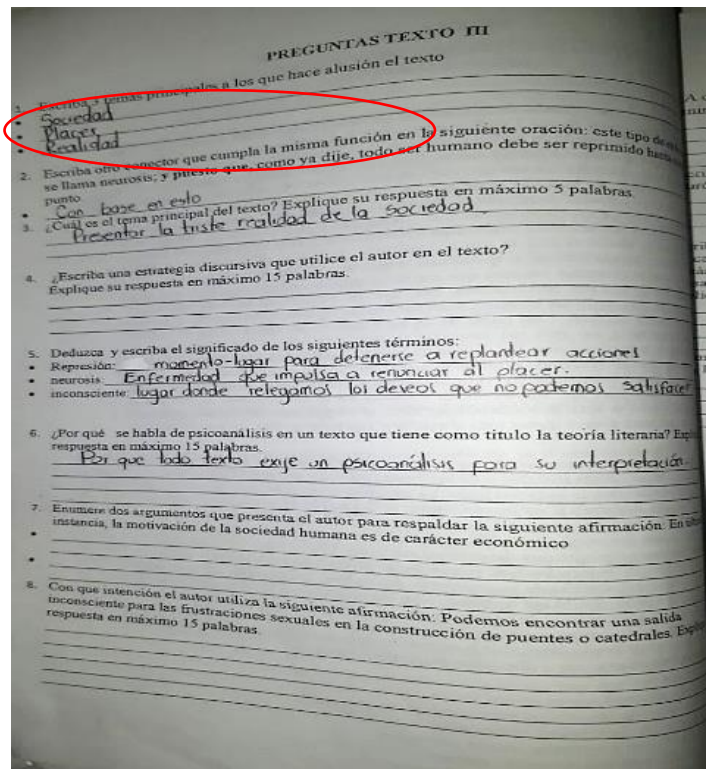 PREGUNTAS TEXTO III
1. Escriba 3 temas principales a los que hace alusión el texto
• Sociedad
• Placer
• Realidad
2. Escriba otro conector que cumpla la misma función en la siguiente oración: este tipo de
se llama neurosis; y puesto que, como ya dije, todo ser humano debe ser reprimido hasta
punto
• Con base en esto
3. ¿Cuál es el tema principal del texto? Explique su respuesta en máximo 5 palabras
Presentar la triste realidad de la sociedad
4. ¿Escriba una estrategia discursiva que utilice el autor en el texto?
Explique su respuesta en máximo 15 palabras.
5. Deduzca y escriba el significado de los siguientes términos:
• Represión: momento-lugar para detenerse a replantear acciones
• neurosis: Enfermedad que impulsa a renunciar al placer.
• inconsciente: lugar donde relegamos los deseos que no podemos satisfacer
6. ¿Por qué se habla de psicoanálisis en un texto que tiene como titulo la teoría literaria?
respuesta en máximo 15 palabras.
Por que todo texto exije un psicoanálisis para su interpretación.
7. Enumere dos argumentos que presenta el autor para respaldar la siguiente afirmación: En
instancia, la motivación de la sociedad humana es de carácter económico
8. Con que intención el autor utiliza la siguiente afirmación: Podemos encontrar una salida
inconsciente para las frustraciones sexuales en la construcción de puentes o catedrales.
respuesta en máximo 15 palabras.